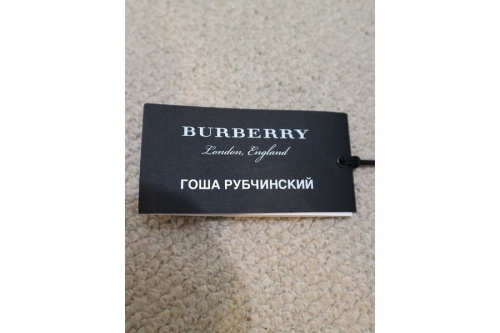 BURBERRY
London, England
ГОША РУБЧИНСКИЙ